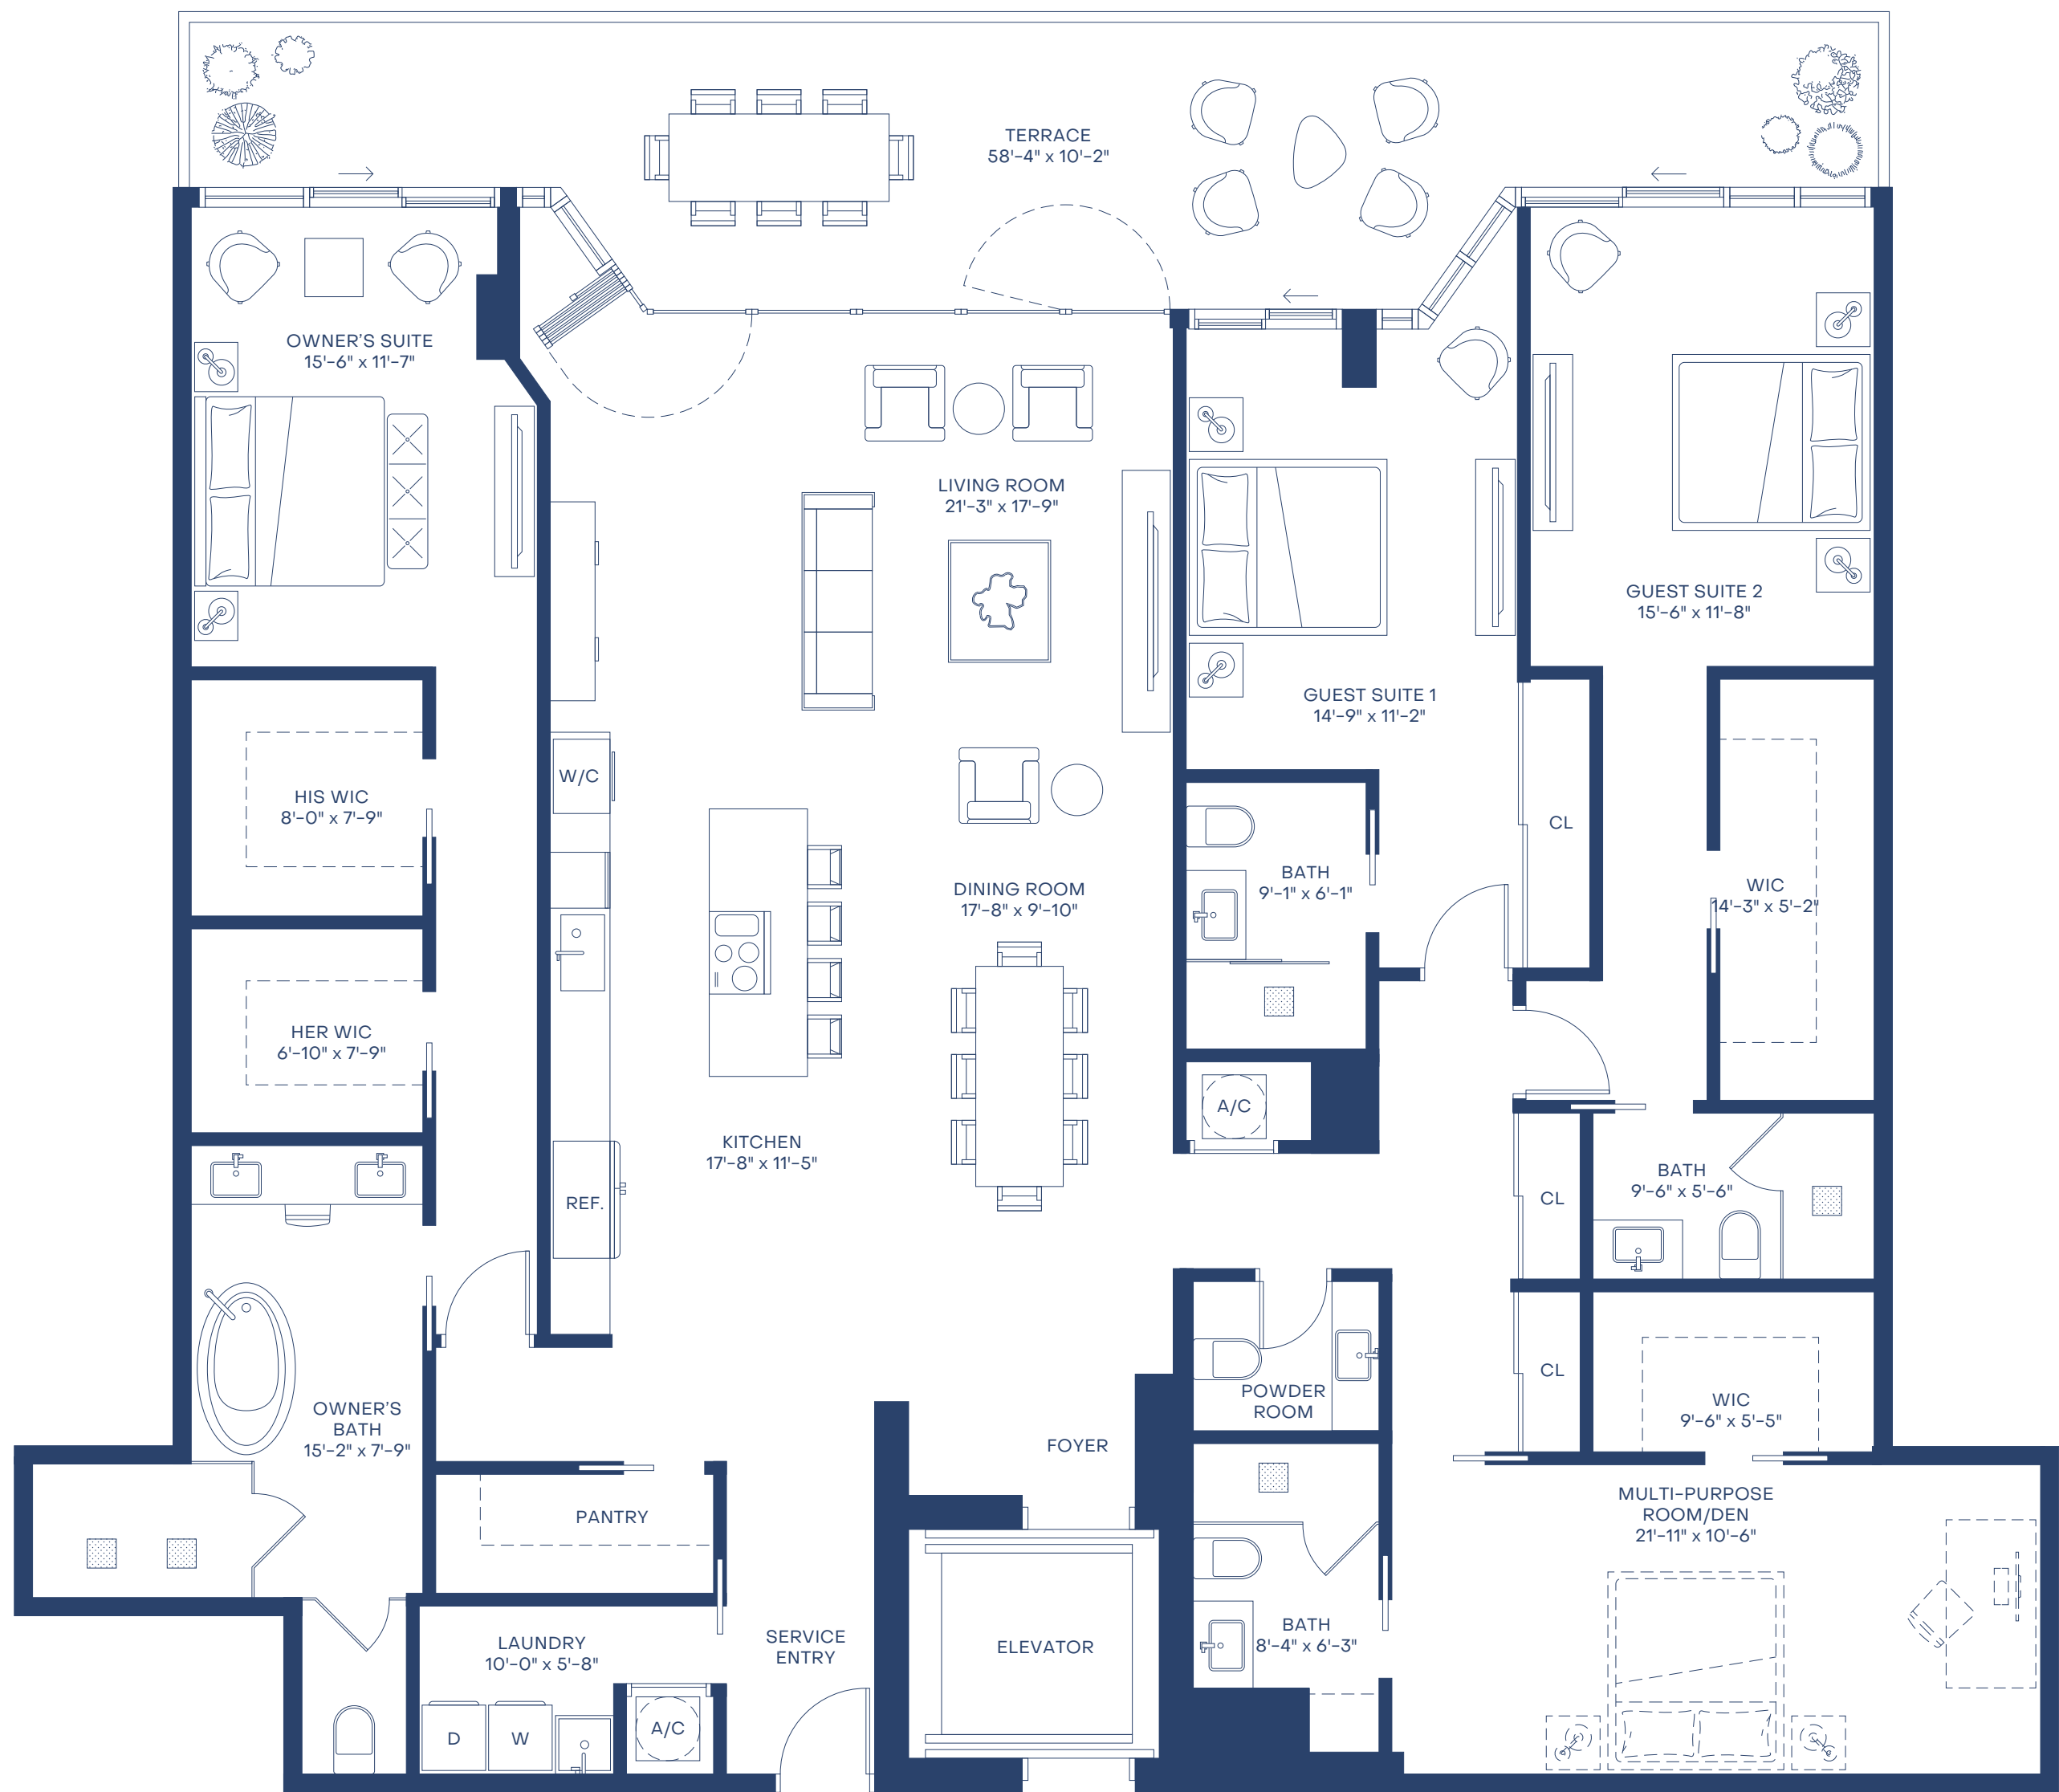 TERRACE
58'-4" x 10'-2"
OWNER'S SUITE
15'-6" x 11'-7"
LIVING ROOM
21'-3" x 17'-9"
GUEST SUITE 2
15'-6" x 11'-8"
GUEST SUITE 1
14'-9" x 11'-2"
W/C
HIS WIC
8'-0" x 7'-9"
CL
BATH
9'-1" x 6'-1"
DINING ROOM
17'-8" x 9'-10"
WIC
14'-3" x 5'-2"
HER WIC
6'-10" x 7'-9"
A/C
KITCHEN
17'-8" x 11'-5"
BATH
9'-6" x 5'-6"
REF.
CL
CL
POWDER
ROOM
WIC
9'-6" x 5'-5"
OWNER'S
BATH
15'-2" x 7'-9"
FOYER
MULTI-PURPOSE
ROOM/DEN
21'-11" x 10'-6"
PANTRY
LAUNDRY
10'-0" x 5'-8"
SERVICE
ENTRY
ELEVATOR
BATH
8'-4" x 6'-3"
D
W
A/C